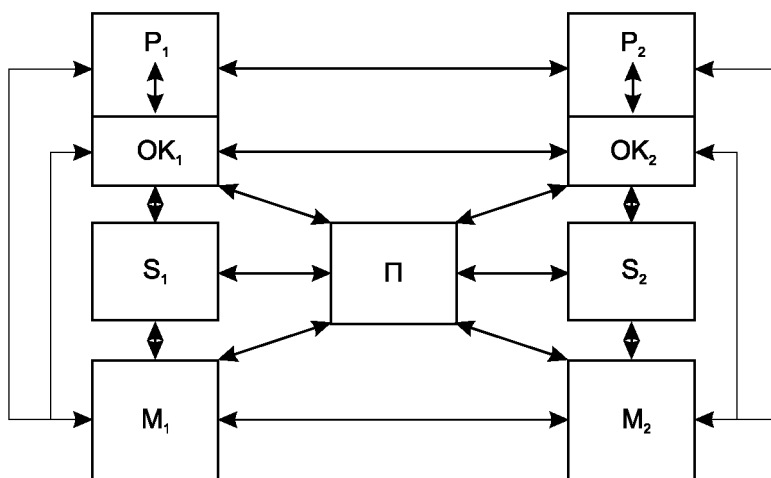 P₁ P₂
OK₁ OK₂
S₁ П S₂
M₁ M₂